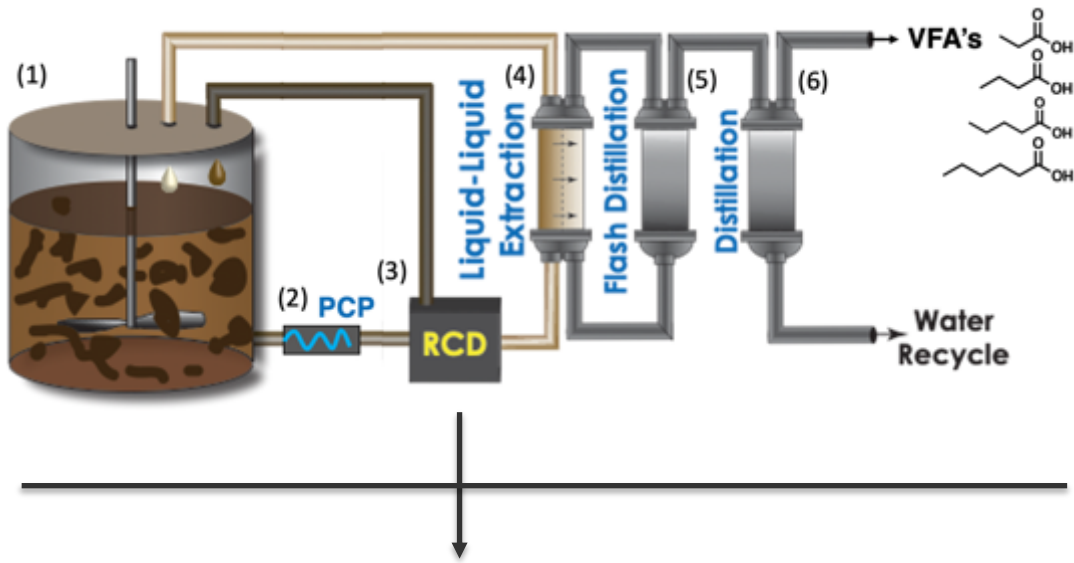 (1)
(2)
PCP
(3)
RCD
Liquid-Liquid
Extraction
(4)
Flash Distillation
(5)
Distillation
(6)
VFA's
O
OH
O
OH
O
OH
O
OH
Water
Recycle